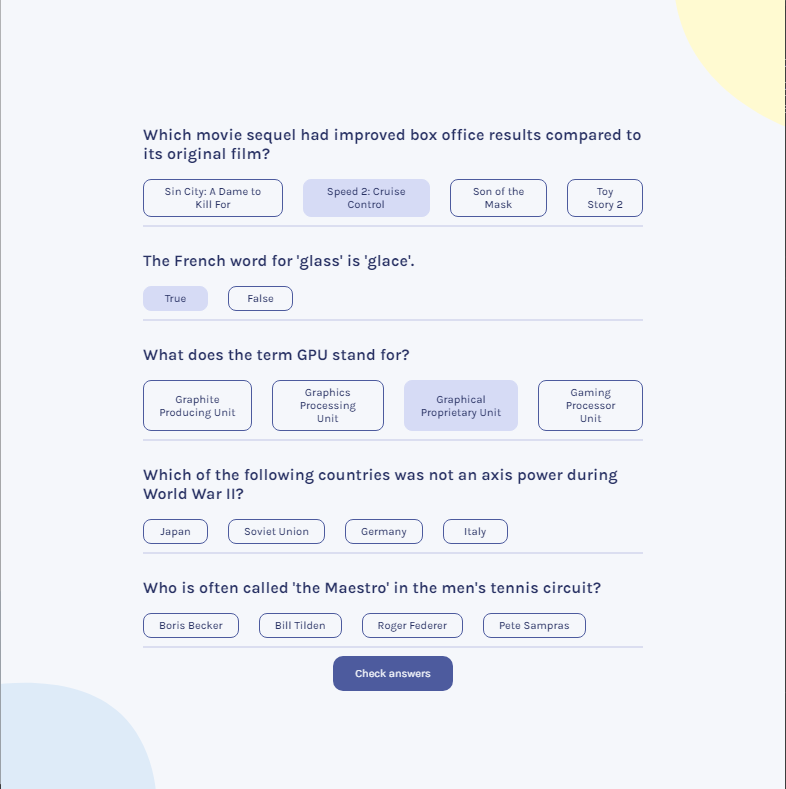 Which movie sequel had improved box office results compared to
its original film?
Sin City: A Dame to
Kill For
Speed 2: Cruise
Control
Son of the
Mask
Toy
Story 2
The French word for 'glass' is 'glace'.
True
False
What does the term GPU stand for?
Graphite
Producing Unit
Graphics
Processing
Unit
Graphical
Proprietary Unit
Gaming
Processor
Unit
Which of the following countries was not an axis power during
World War II?
Japan
Soviet Union
Germany
Italy
Who is often called 'the Maestro' in the men's tennis circuit?
Boris Becker
Bill Tilden
Roger Federer
Pete Sampras
Check answers